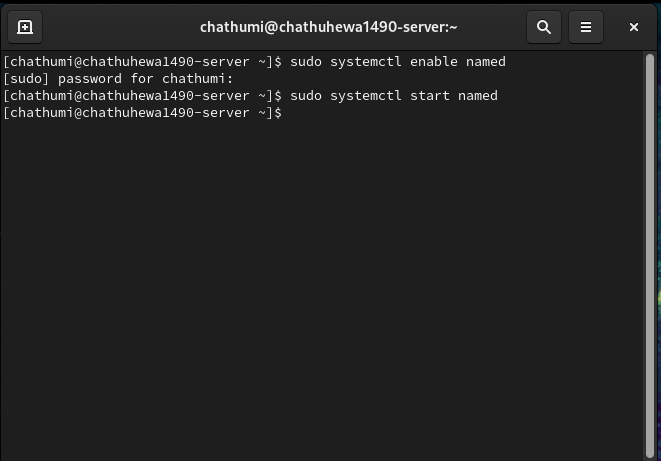 chathumi@chathuhewa1490-server:~
[chathumi@chathuhewa1490-server ~]$ sudo systemctl enable named
[sudo] password for chathumi:
[chathumi@chathuhewa1490-server ~]$ sudo systemctl start named
[chathumi@chathuhewa1490-server ~]$